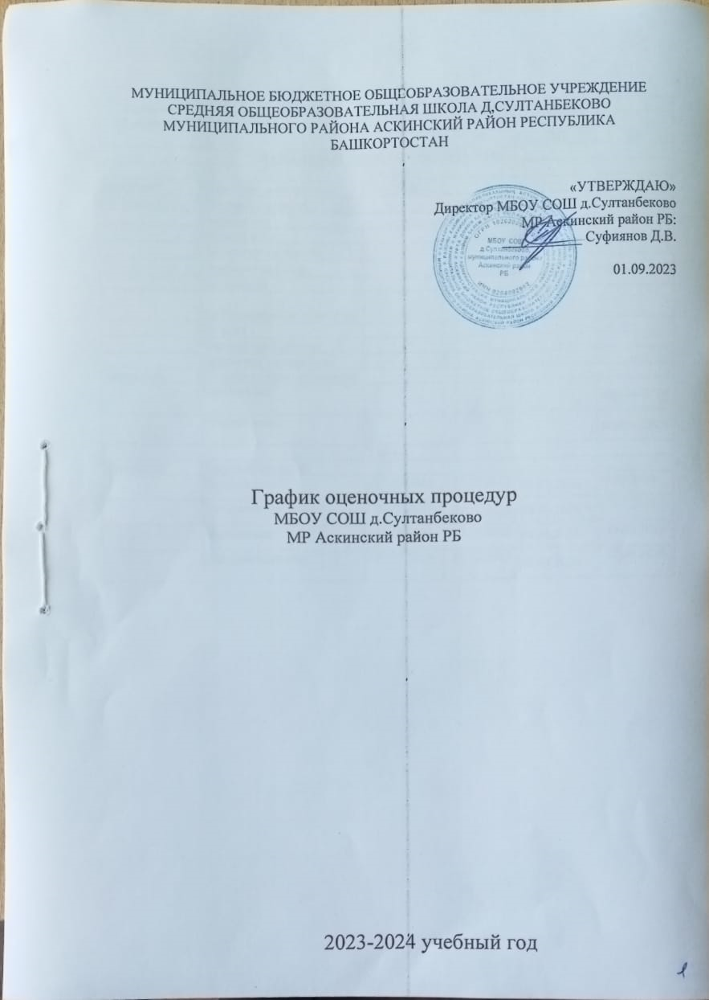 МУНИЦИПАЛЬНОЕ БЮДЖЕТНОЕ ОБЩЕОБРАЗОВАТЕЛЬНОЕ УЧРЕЖДЕНИЕ
СРЕДНЯЯ ОБЩЕОБРАЗОВАТЕЛЬНАЯ ШКОЛА Д,СУЛТАНБЕКОВО
МУНИЦИПАЛЬНОГО РАЙОНА АСКИНСКИЙ РАЙОН РЕСПУБЛИКА
БАШКОРТОСТАН
«УТВЕРЖДАЮ»
Директор МБОУ СОШ д.Султанбеково
МР Аскинский район РБ:
Суфиянов Д.В.
01.09.2023
МБОУ СОШ
д.Султанбеково
муниципального района
Аскинский район
РБ
График оценочных процедур
МБОУ СОШ д.Султанбеково
МР Аскинский район РБ
2023-2024 учебный год
1